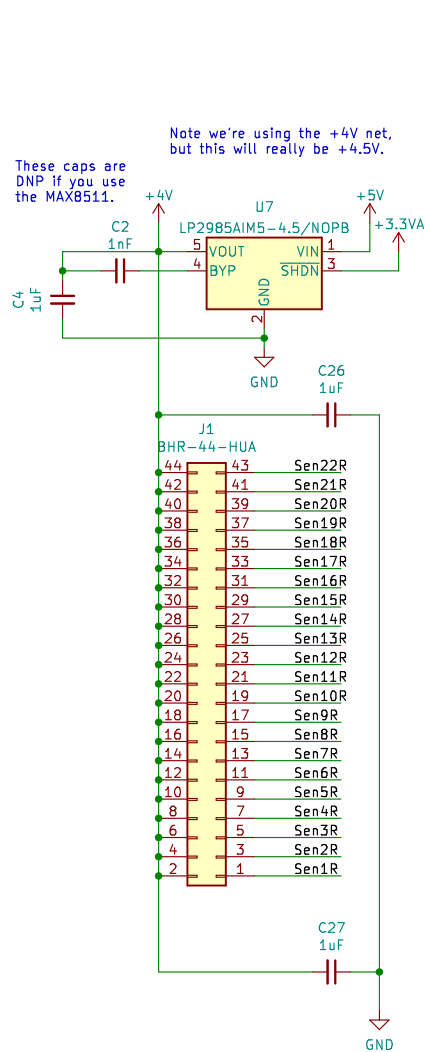 Note we're using the +4V net,
but this will really be +4.5V.
These caps are
DNP if you use
the MAX8511.
+4V
+5V
U7
LP2985AIM5-4.5/NOPB
+3.3VA
C2
1nF
5 VOUT VIN 1
4 BYP SHDN 3
GND
2
C4
1uF
GND
C26
1uF
J1
BHR-44-HUA
44 43 Sen22R
42 41 Sen21R
40 39 Sen20R
38 37 Sen19R
36 35 Sen18R
34 33 Sen17R
32 31 Sen16R
30 29 Sen15R
28 27 Sen14R
26 25 Sen13R
24 23 Sen12R
22 21 Sen11R
20 19 Sen10R
18 17 Sen9R
16 15 Sen8R
14 13 Sen7R
12 11 Sen6R
10 9 Sen5R
8 7 Sen4R
6 5 Sen3R
4 3 Sen2R
2 1 Sen1R
C27
1uF
GND